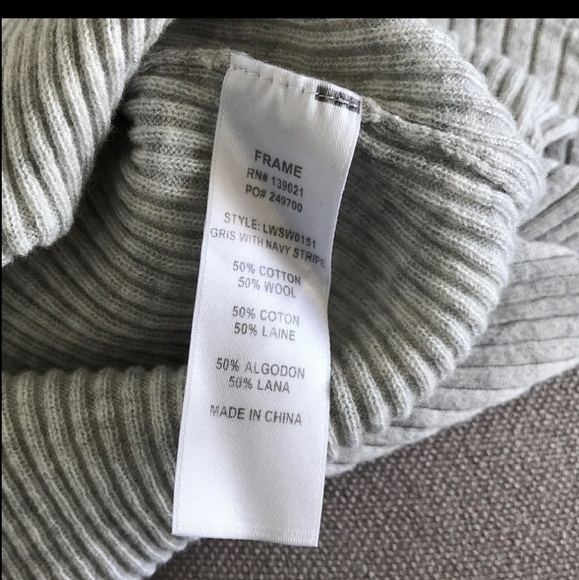 FRAME
RN# 139021
PO# 249700
STYLE: LWSW0151
GRIS WITH NAVY STRIPE
50% COTTON
50% WOOL
50% COTON
50% LAINE
50% ALGODON
50% LANA
MADE IN CHINA